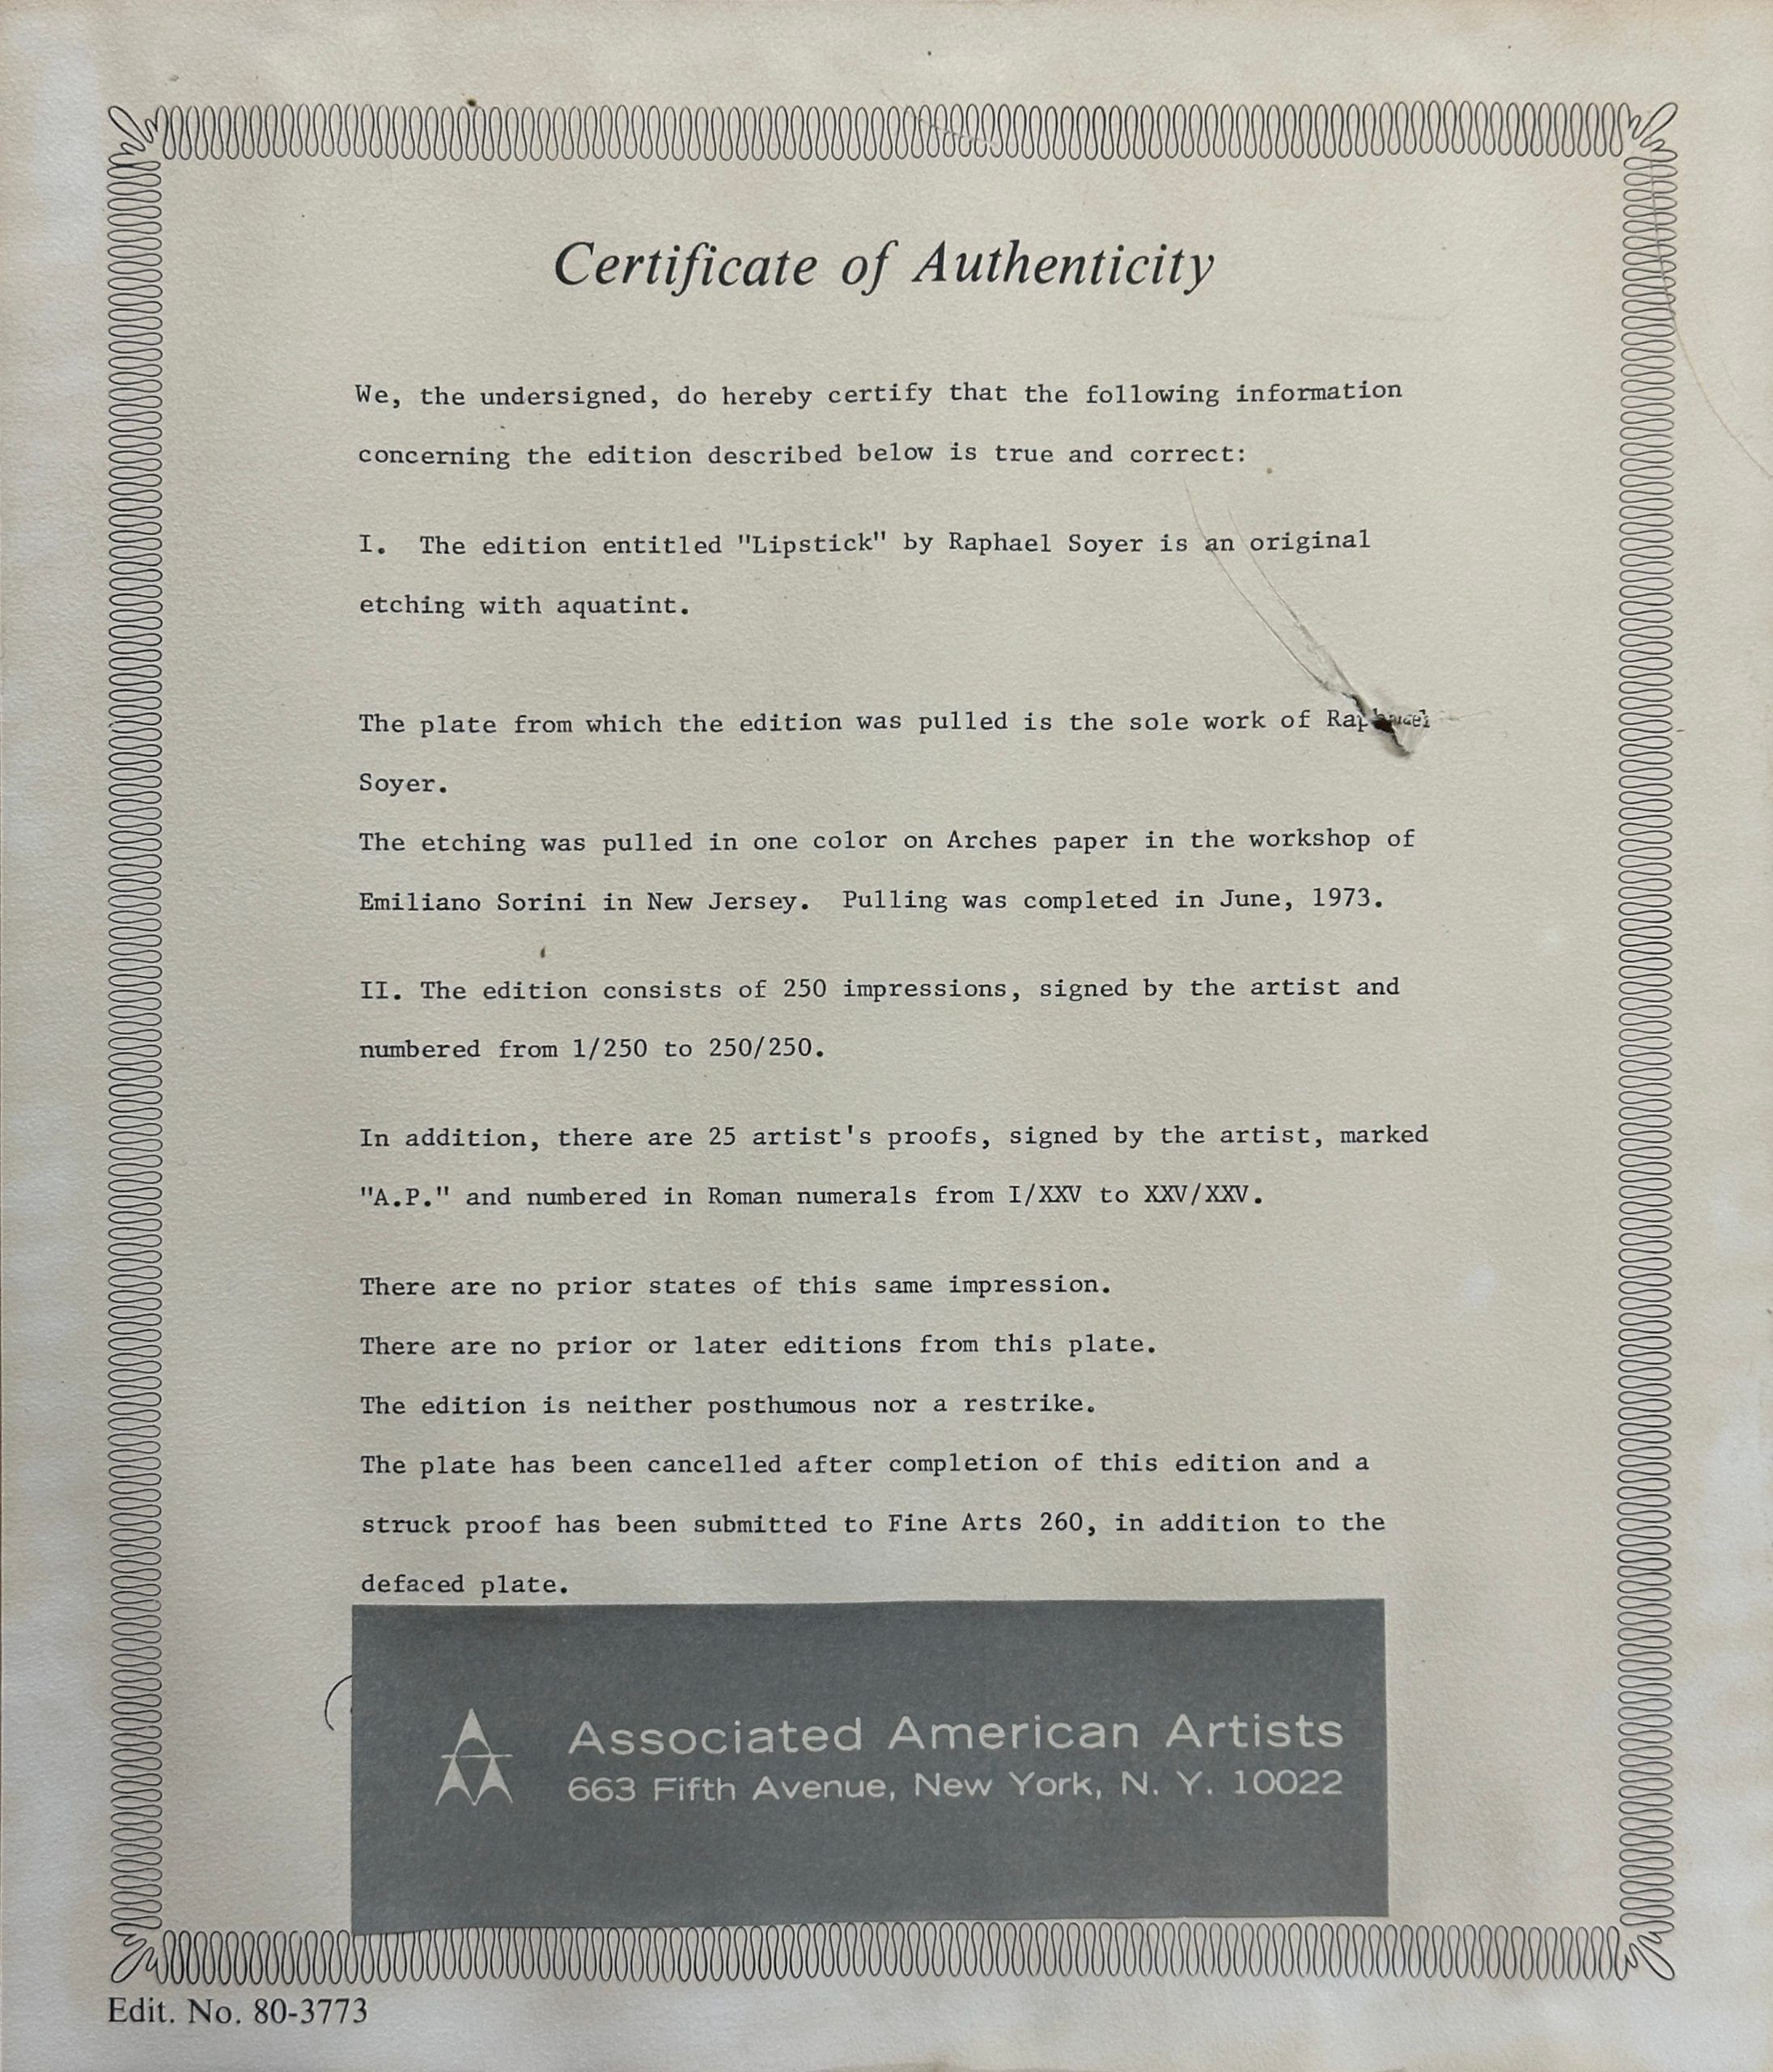 Certificate of Authenticity
We, the undersigned, do hereby certify that the following information
concerning the edition described below is true and correct:
I. The edition entitled "Lipstick" by Raphael Soyer is an original
etching with aquatint.
The plate from which the edition was pulled is the sole work of Raphael
Soyer.
The etching was pulled in one color on Arches paper in the workshop of
Emiliano Sorini in New Jersey. Pulling was completed in June, 1973.
II. The edition consists of 250 impressions, signed by the artist and
numbered from 1/250 to 250/250.
In addition, there are 25 artist's proofs, signed by the artist, marked
"A.P." and numbered in Roman numerals from I/XXV to XXV/XXV.
There are no prior states of this same impression.
There are no prior or later editions from this plate.
The edition is neither posthumous nor a restrike.
The plate has been cancelled after completion of this edition and a
struck proof has been submitted to Fine Arts 260, in addition to the
defaced plate.
Associated American Artists
663 Fifth Avenue, New York, N. Y. 10022
Edit. No. 80-3773